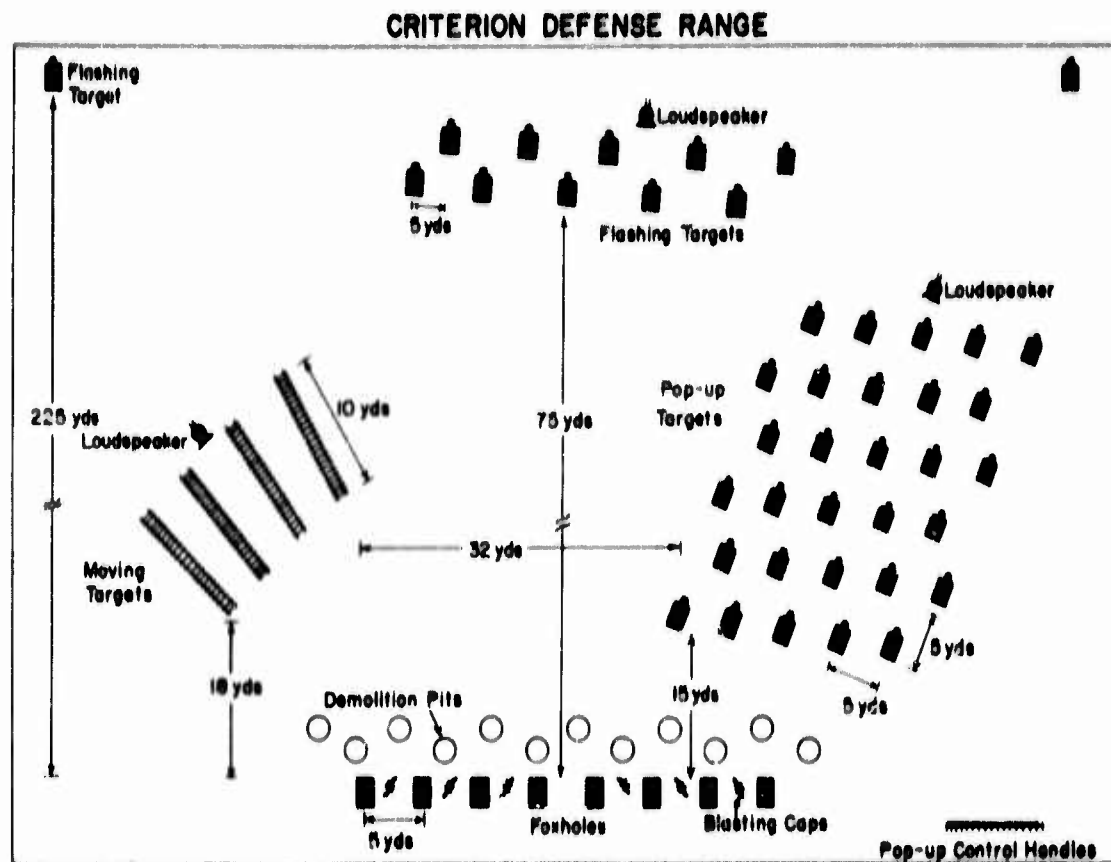 CRITERION DEFENSE RANGE
Flashing
Target
Loudspeaker
5 yds
Flashing Targets
Loudspeaker
Pop-up
Targets
10 yds
225 yds
75 yds
Loudspeaker
32 yds
Moving
Targets
5 yds
5 yds
15 yds
18 yds
Demolition Pits
5 yds
Foxholes
Blasting Caps
Pop-up Control Handles